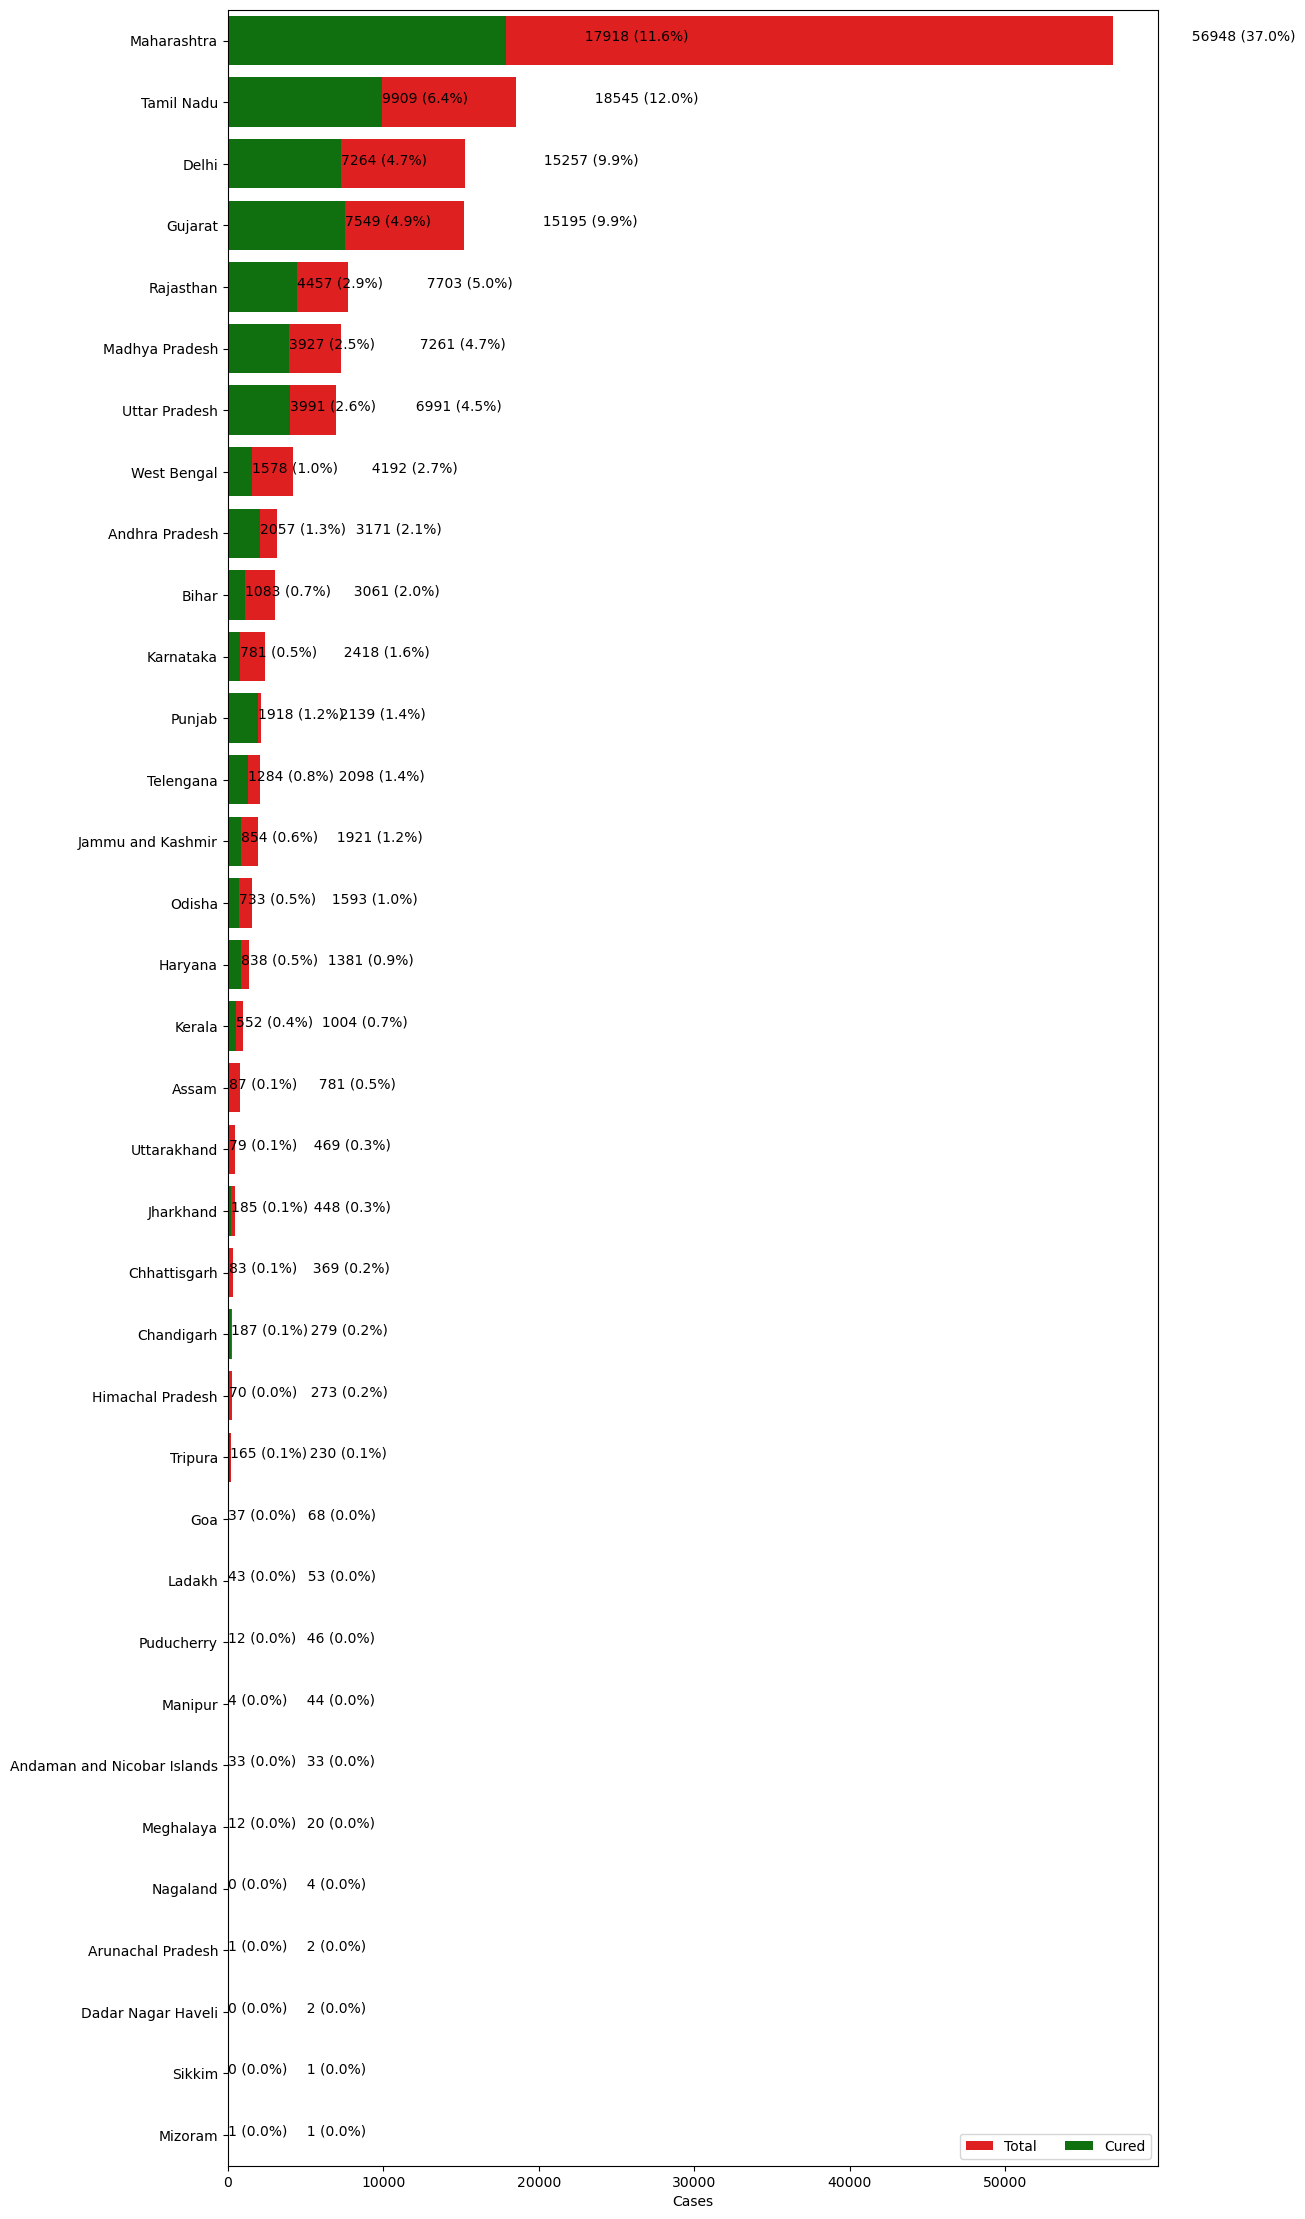 Maharashtra 17918 (11.6%) 56948 (37.0%)
Tamil Nadu 9909 (6.4%) 18545 (12.0%)
Delhi 7264 (4.7%) 15257 (9.9%)
Gujarat 7549 (4.9%) 15195 (9.9%)
Rajasthan 4457 (2.9%) 7703 (5.0%)
Madhya Pradesh 3927 (2.5%) 7261 (4.7%)
Uttar Pradesh 3991 (2.6%) 6991 (4.5%)
West Bengal 1578 (1.0%) 4192 (2.7%)
Andhra Pradesh 2057 (1.3%) 3171 (2.1%)
Bihar 1083 (0.7%) 3061 (2.0%)
Karnataka 781 (0.5%) 2418 (1.6%)
Punjab 1918 (1.2%) 2139 (1.4%)
Telengana 1284 (0.8%) 2098 (1.4%)
Jammu and Kashmir 854 (0.6%) 1921 (1.2%)
Odisha 733 (0.5%) 1593 (1.0%)
Haryana 838 (0.5%) 1381 (0.9%)
Kerala 552 (0.4%) 1004 (0.7%)
Assam 87 (0.1%) 781 (0.5%)
Uttarakhand 79 (0.1%) 469 (0.3%)
Jharkhand 185 (0.1%) 448 (0.3%)
Chhattisgarh 83 (0.1%) 369 (0.2%)
Chandigarh 187 (0.1%) 279 (0.2%)
Himachal Pradesh 70 (0.0%) 273 (0.2%)
Tripura 165 (0.1%) 230 (0.1%)
Goa 37 (0.0%) 68 (0.0%)
Ladakh 43 (0.0%) 53 (0.0%)
Puducherry 12 (0.0%) 46 (0.0%)
Manipur 4 (0.0%) 44 (0.0%)
Andaman and Nicobar Islands 33 (0.0%) 33 (0.0%)
Meghalaya 12 (0.0%) 20 (0.0%)
Nagaland 0 (0.0%) 4 (0.0%)
Arunachal Pradesh 1 (0.0%) 2 (0.0%)
Dadar Nagar Haveli 0 (0.0%) 2 (0.0%)
Sikkim 0 (0.0%) 1 (0.0%)
Mizoram 1 (0.0%) 1 (0.0%)
Total Cured
0 10000 20000 30000 40000 50000
Cases